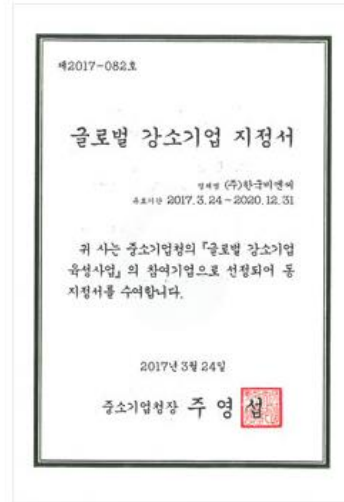 제2017-082호
글로벌 강소기업 지정서
업체명 (주)한국비엔씨
유효기간 2017.3.24~2020.12.31
귀 사는 중소기업청의 『글로벌 강소기업
육성사업』의 참여기업으로 선정되어 동
지정서를 수여합니다.
2017년 3월 24일
중소기업청장 주 영 섭